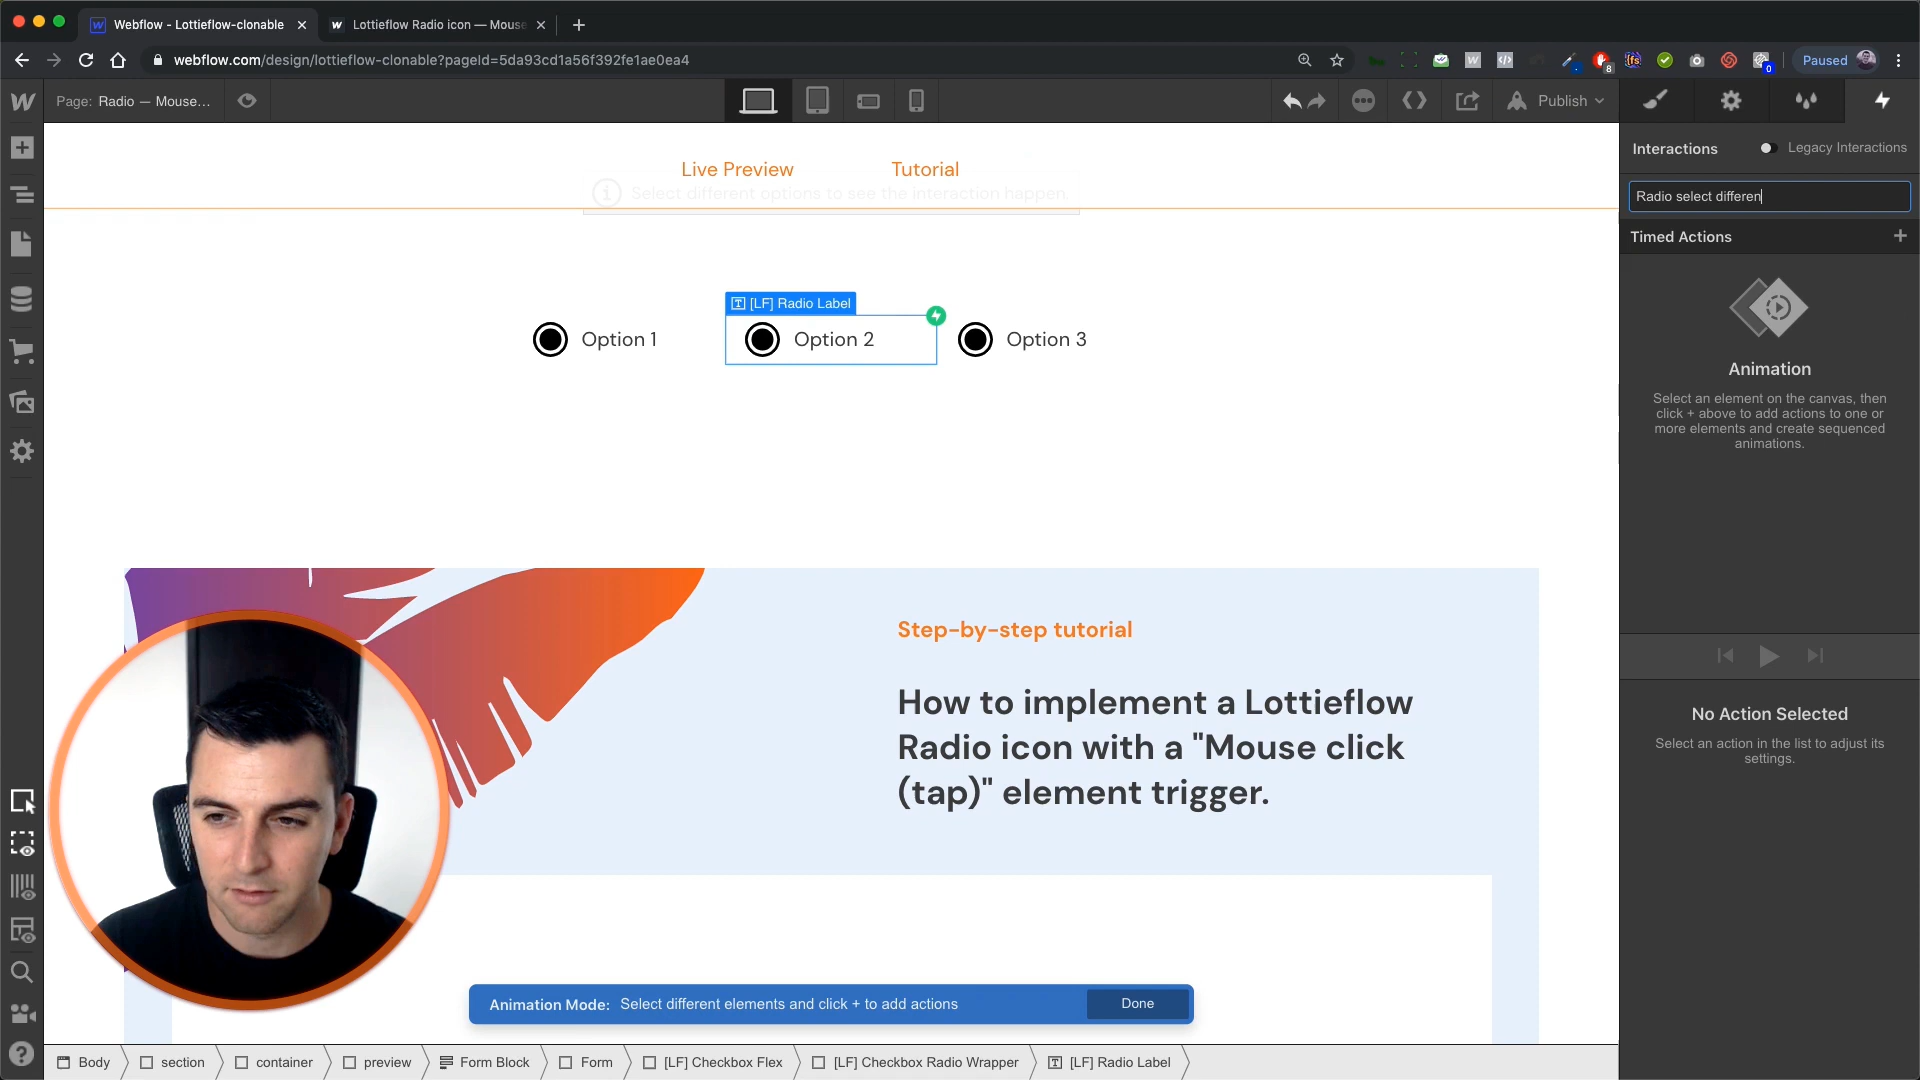 Webflow - Lottieflow-clonable
Lottieflow Radio icon — Mouse
webflow.com/design/lottieflow-clonable?pageId=5da93cd1a56f392fe1ae0ea4
8
0
Paused
Page: Radio — Mouse...
Publish
Live Preview
Tutorial
Select different options to see the interaction happen.
[LF] Radio Label
Option 1
Option 2
Option 3
Interactions
Legacy Interactions
Radio select differen
Timed Actions
Animation
Select an element on the canvas, then
click + above to add actions to one or
more elements and create sequenced
animations.
No Action Selected
Select an action in the list to adjust its
settings.
Step-by-step tutorial
How to implement a Lottieflow
Radio icon with a "Mouse click
(tap)" element trigger.
Animation Mode: Select different elements and click + to add actions
Done
Body
section
container
preview
Form Block
Form
[LF] Checkbox Flex
[LF] Checkbox Radio Wrapper
[LF] Radio Label